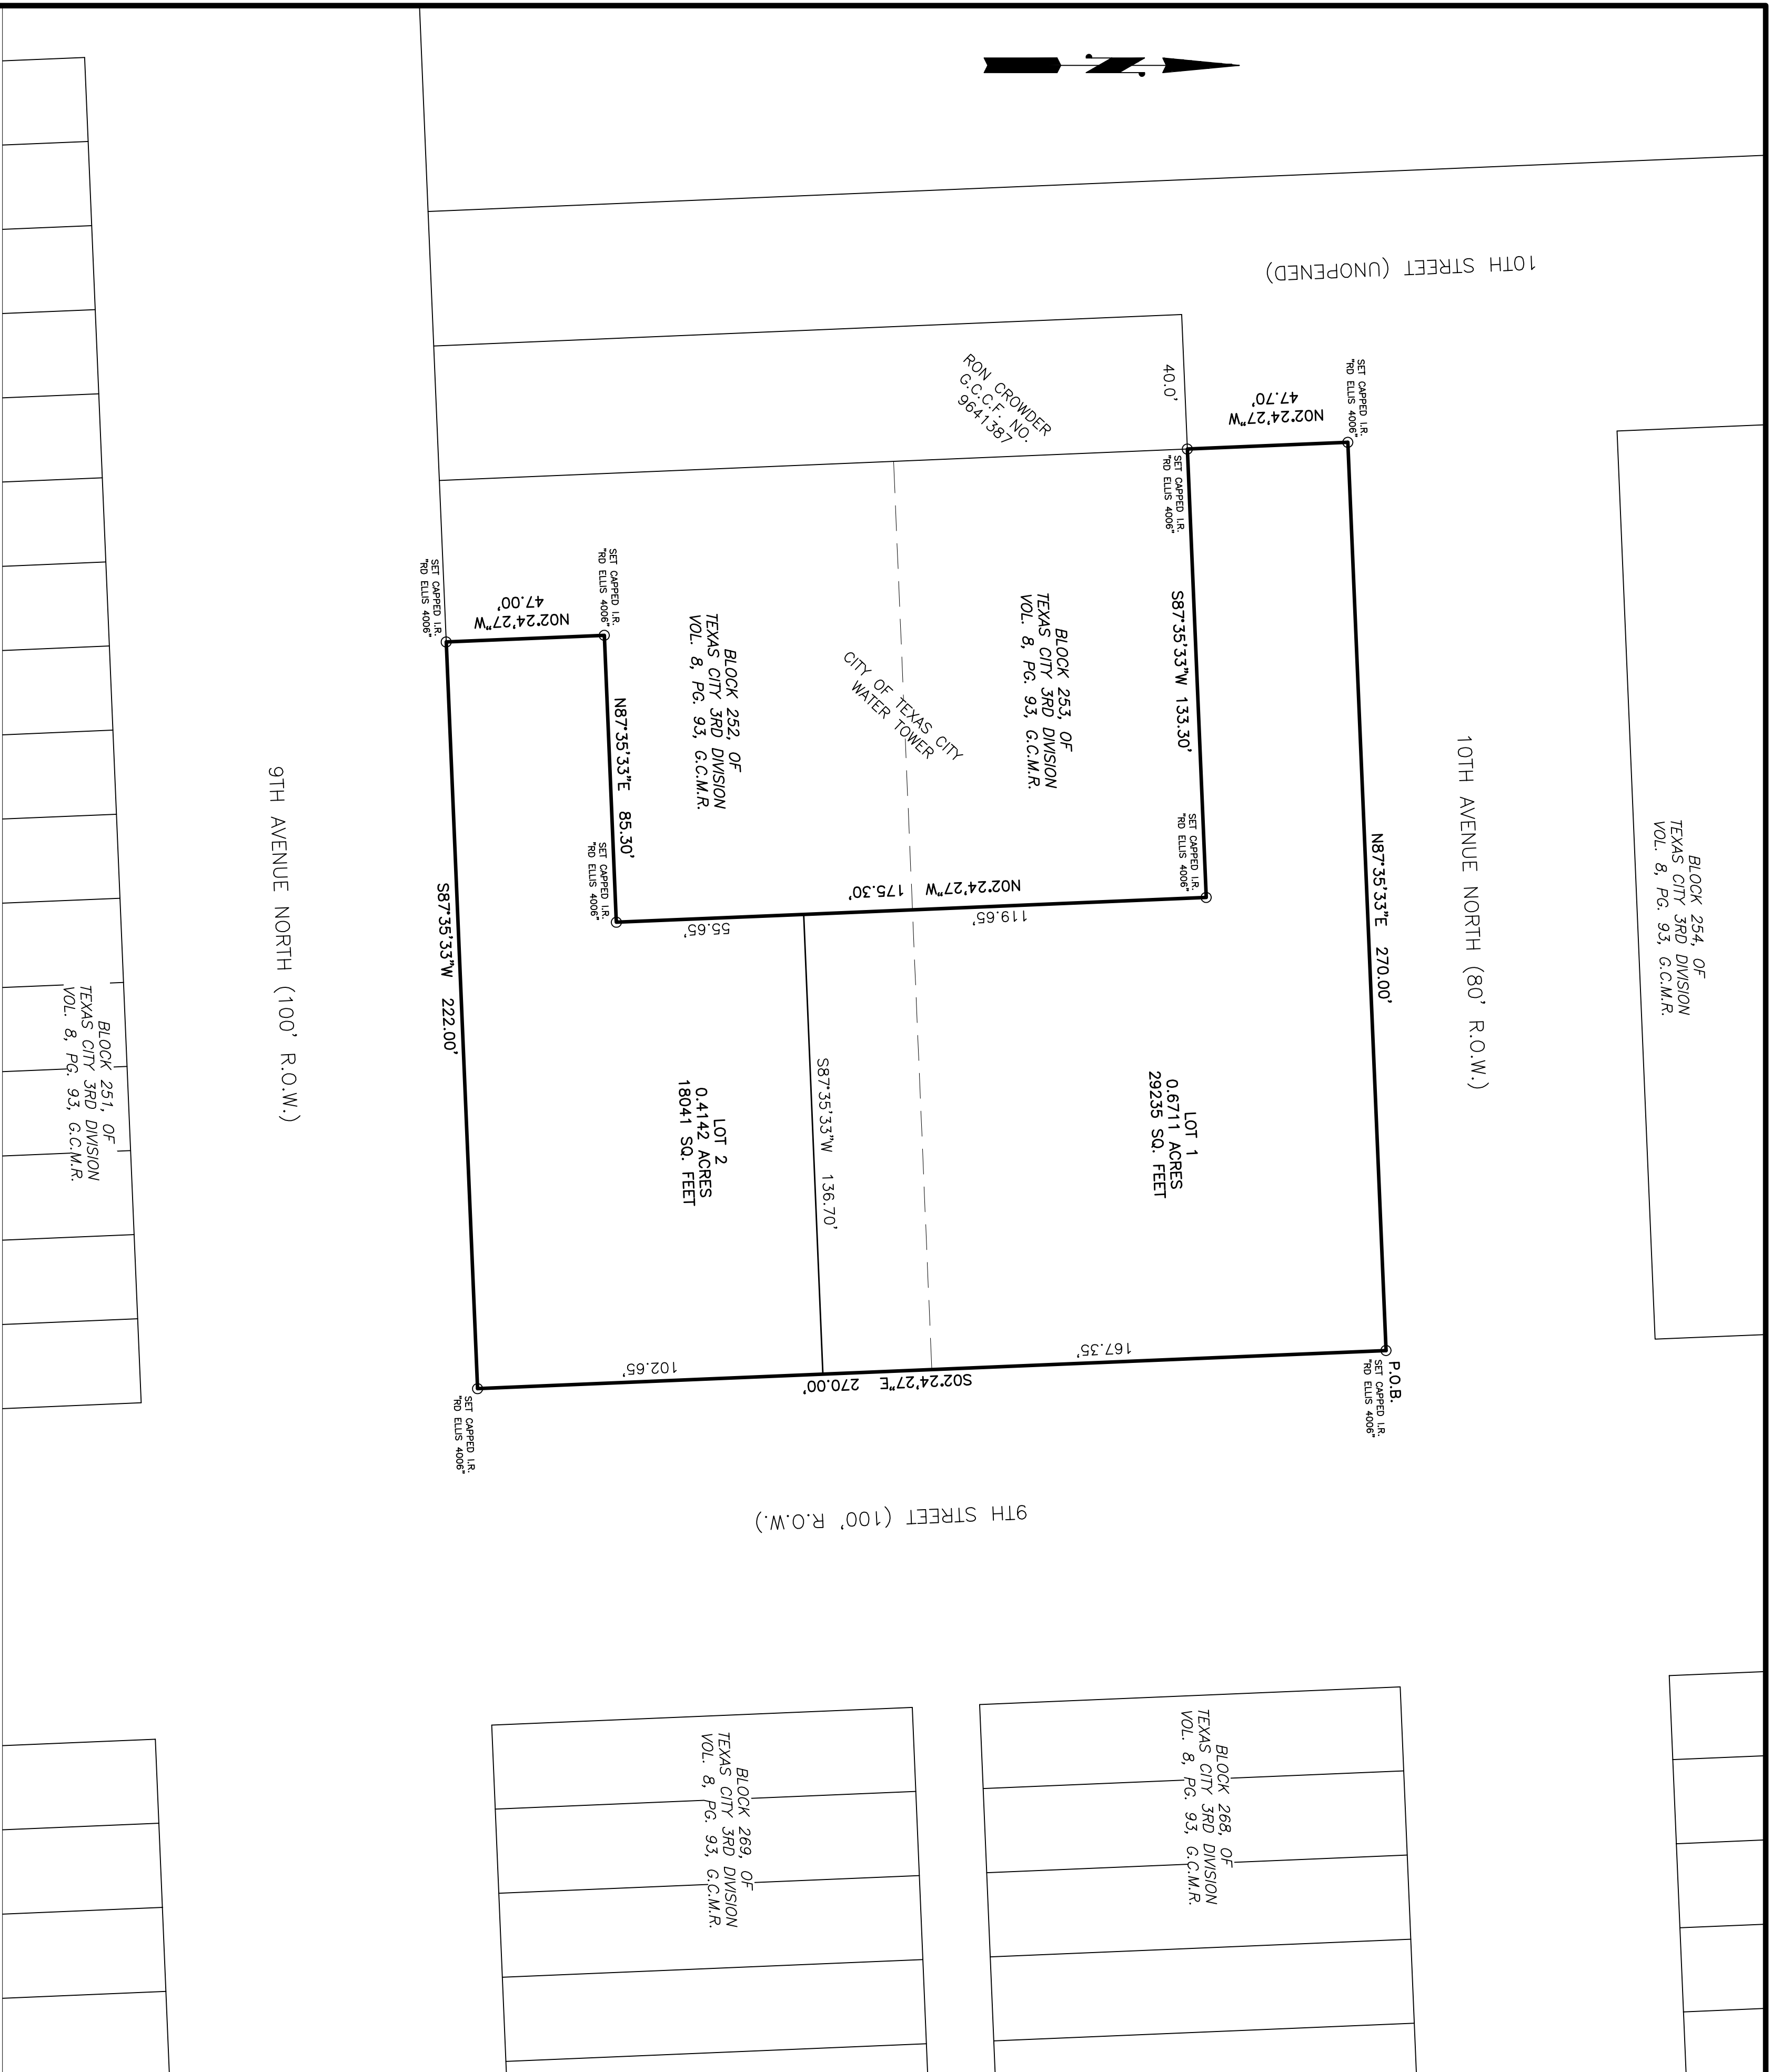 10TH STREET (UNOPENED)
RON CROWDER
G.C.C.F. NO.
9641387
40.0'
N02°24'27"W
47.70'
SET CAPPED I.R.
"RD ELLIS 4006"
SET CAPPED I.R.
"RD ELLIS 4006"
S87°35'33"W 133.30'
SET CAPPED I.R.
"RD ELLIS 4006"
N87°35'33"E 270.00'
10TH AVENUE NORTH (80' R.O.W.)
BLOCK 254, OF
TEXAS CITY 3RD DIVISION
VOL. 8, PG. 93, G.C.M.R.
BLOCK 253, OF
TEXAS CITY 3RD DIVISION
VOL. 8, PG. 93, G.C.M.R.
CITY OF TEXAS CITY
WATER TOWER
BLOCK 252, OF
TEXAS CITY 3RD DIVISION
VOL. 8, PG. 93, G.C.M.R.
SET CAPPED I.R.
"RD ELLIS 4006"
N02°24'27"W
47.00'
SET CAPPED I.R.
"RD ELLIS 4006"
N87°35'33"E 85.30'
SET CAPPED I.R.
"RD ELLIS 4006"
N02°24'27"W 175.30'
119.65'
55.65'
S87°35'33"W 222.00'
9TH AVENUE NORTH (100' R.O.W.)
BLOCK 251, OF
TEXAS CITY 3RD DIVISION
VOL. 8, PG. 93, G.C.M.R.
LOT 1
0.6711 ACRES
29235 SQ. FEET
S87°35'33"W 136.70'
LOT 2
0.4142 ACRES
18041 SQ. FEET
167.35'
102.65'
S02°24'27"E 270.00'
P.O.B.
SET CAPPED I.R.
"RD ELLIS 4006"
SET CAPPED I.R.
"RD ELLIS 4006"
9TH STREET (100' R.O.W.)
BLOCK 268, OF
TEXAS CITY 3RD DIVISION
VOL. 8, PG. 93, G.C.M.R.
BLOCK 269, OF
TEXAS CITY 3RD DIVISION
VOL. 8, PG. 93, G.C.M.R.
N